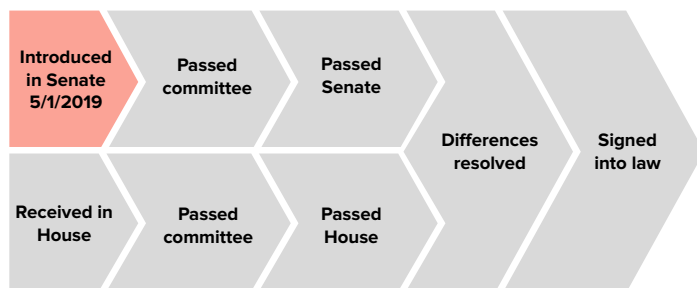 Introduced
in Senate
5/1/2019
Passed
committee
Passed
Senate
Differences
resolved
Signed
into law
Received in
House
Passed
committee
Passed
House